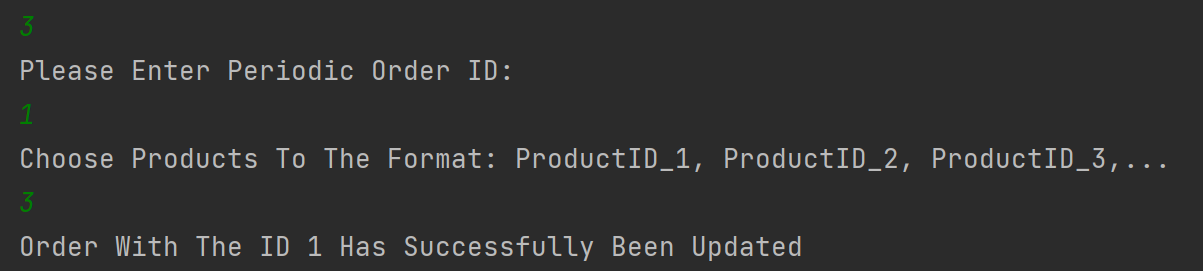 3
Please Enter Periodic Order ID:
1
Choose Products To The Format: ProductID_1, ProductID_2, ProductID_3,...
3
Order With The ID 1 Has Successfully Been Updated